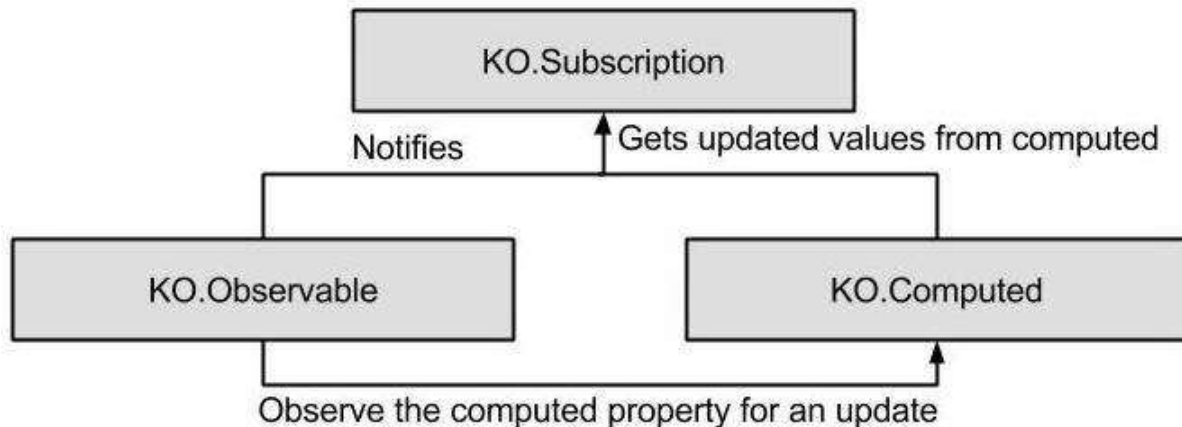 KO.Subscription
Notifies
Gets updated values from computed
KO.Observable
KO.Computed
Observe the computed property for an update